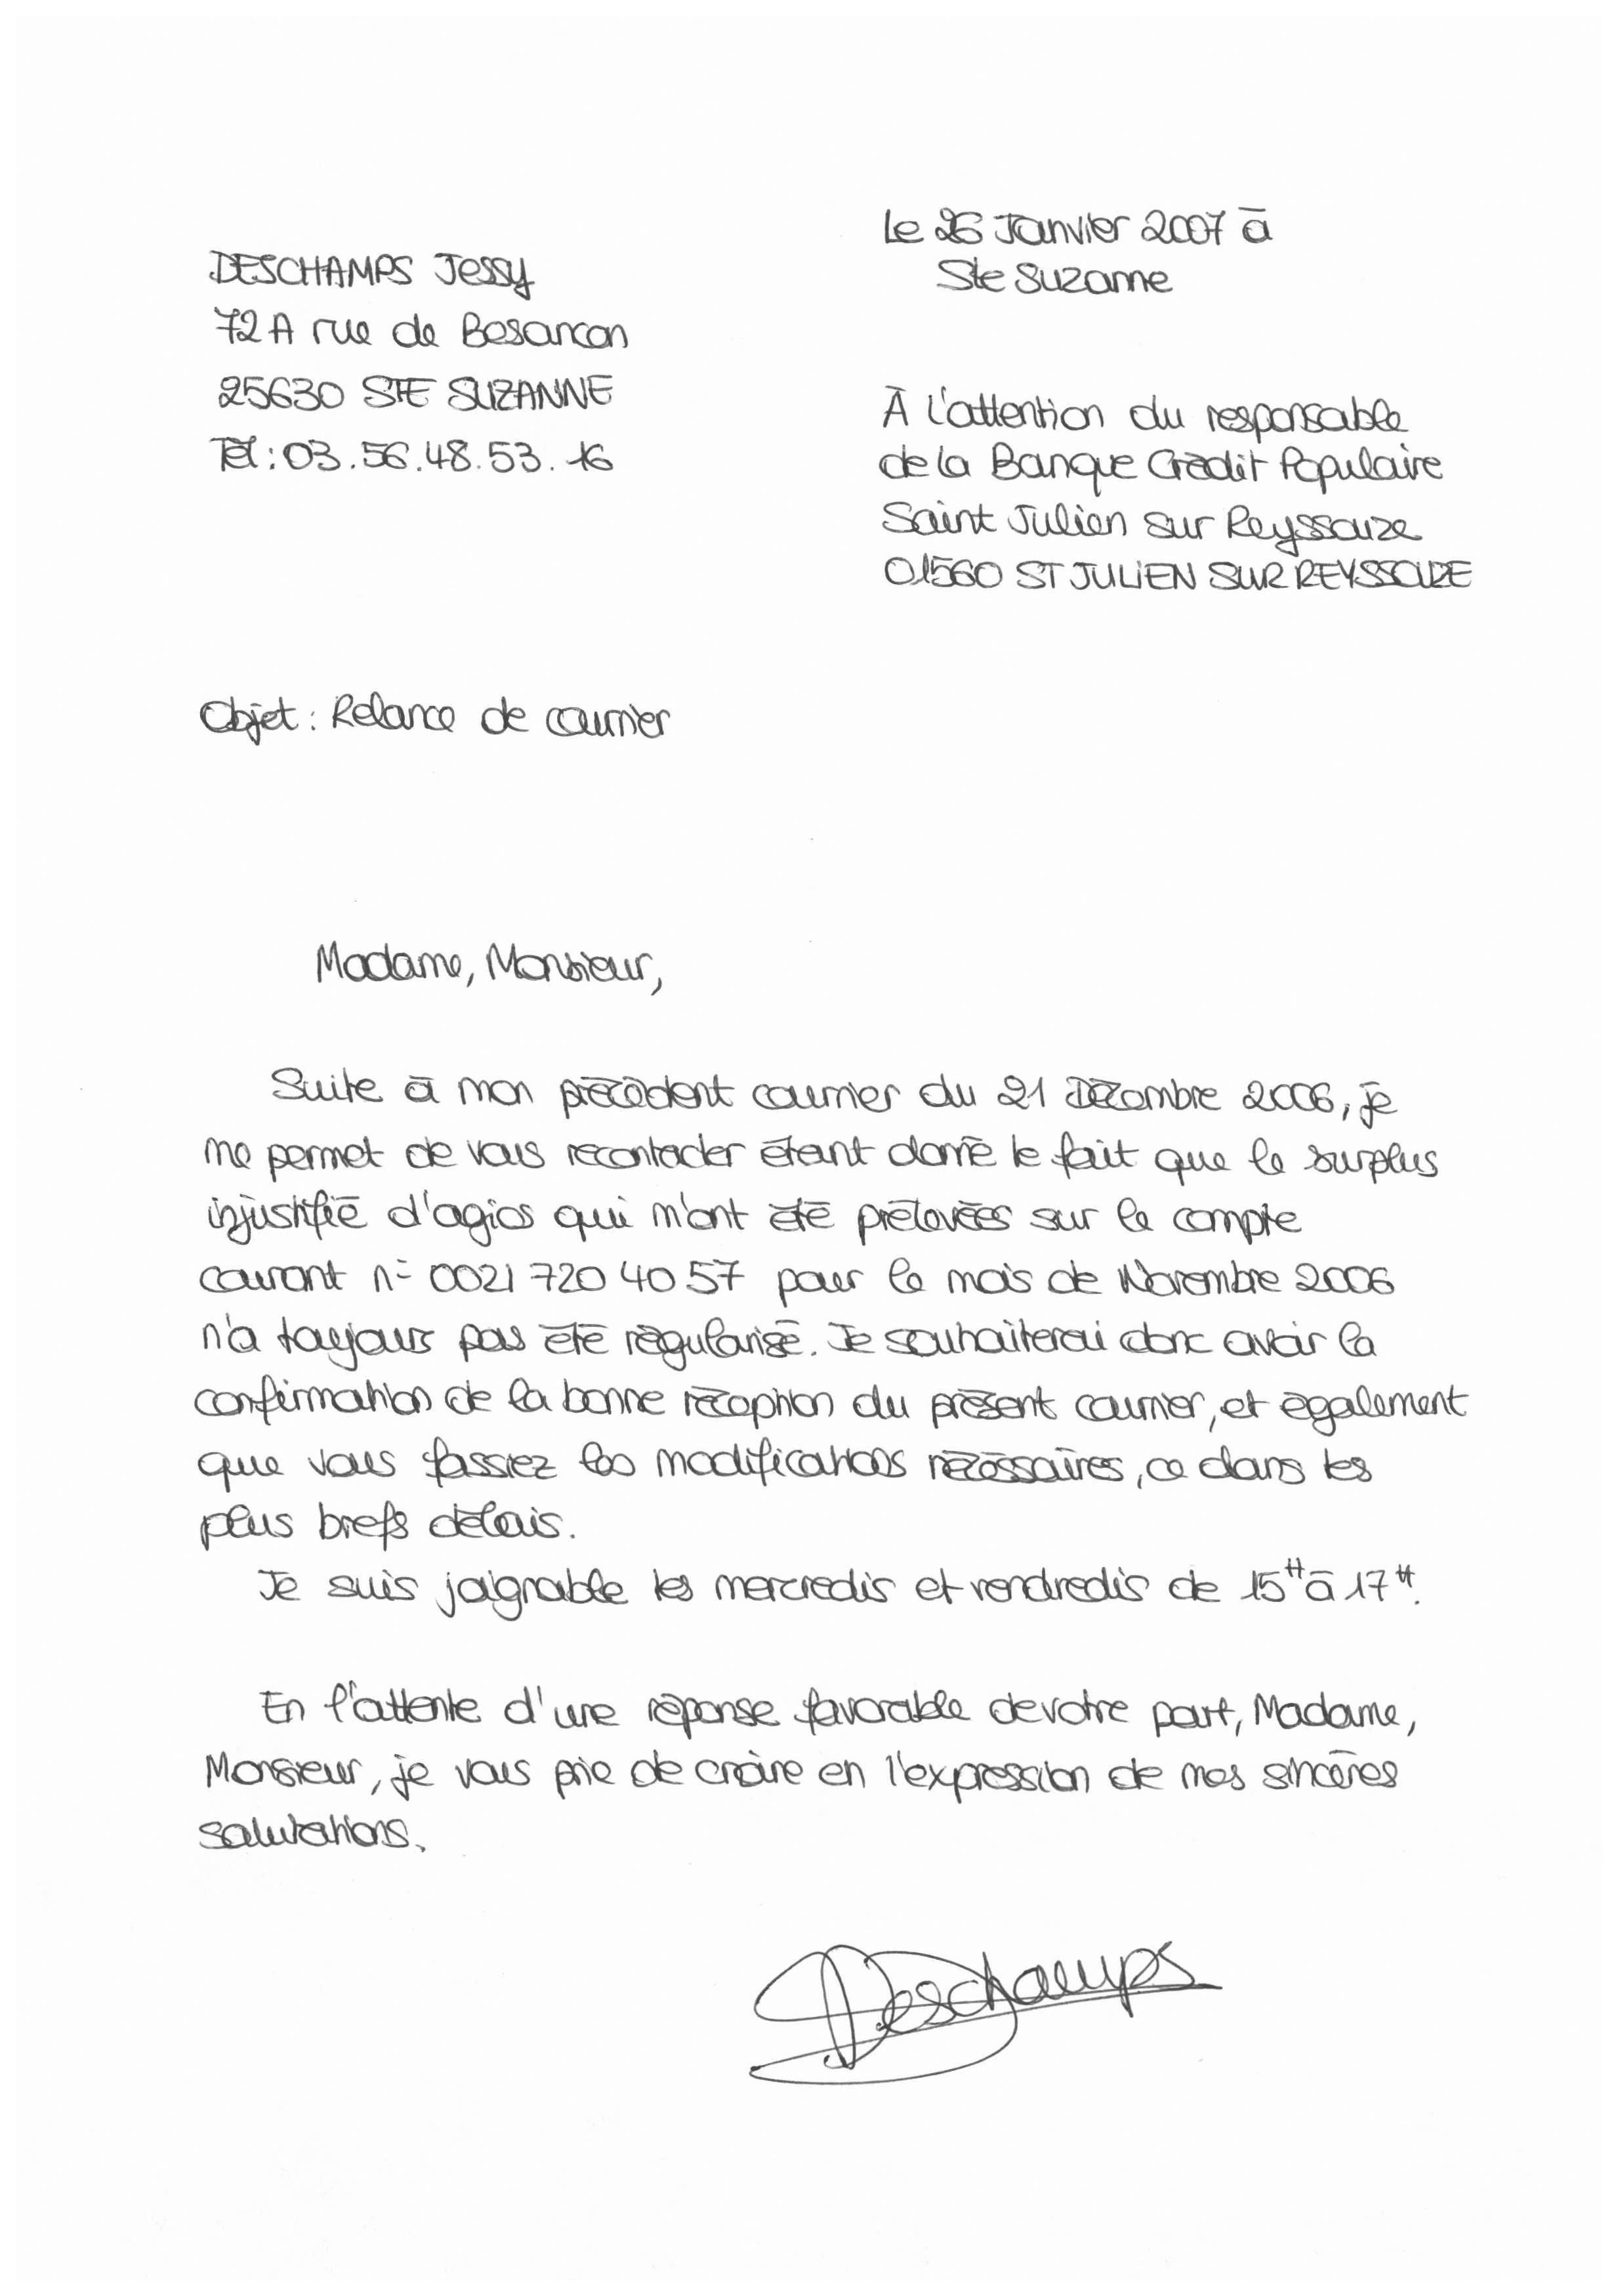 Le 26 Janvier 2007 à
Ste Suzanne
DESCHAMPS Jessy
72A rue de Besancon
25630 STE SUZANNE
Tél : 03.56.48.53.16
À l'attention du responsable
de la Banque Crédit Populaire
Saint Julien sur Reyssouze
01560 ST JULIEN SUR REYSSOUZE
Objet : Relance de courrier
Madame, Monsieur,
Suite à mon précédent courrier du 21 Décembre 2006, je
me permet de vous recontacter étant donné le fait que le surplus
injustifié d'agios qui m'ont été prélevées sur le compte
courant n° 0021 720 40 57 pour le mois de Novembre 2006
n'a toujours pas été régularisé. Je souhaiterai donc avoir la
confirmation de la bonne réception du présent courrier, et également
que vous fassiez les modifications nécéssaires, ce dans les
plus brefs délais.
Je suis joignable les mercredis et vendredis de 15H à 17H.
En l'attente d'une réponse favorable de votre part, Madame,
Monsieur, je vous prie de croire en l'expression de mes sincères
salutations.
Deschamps